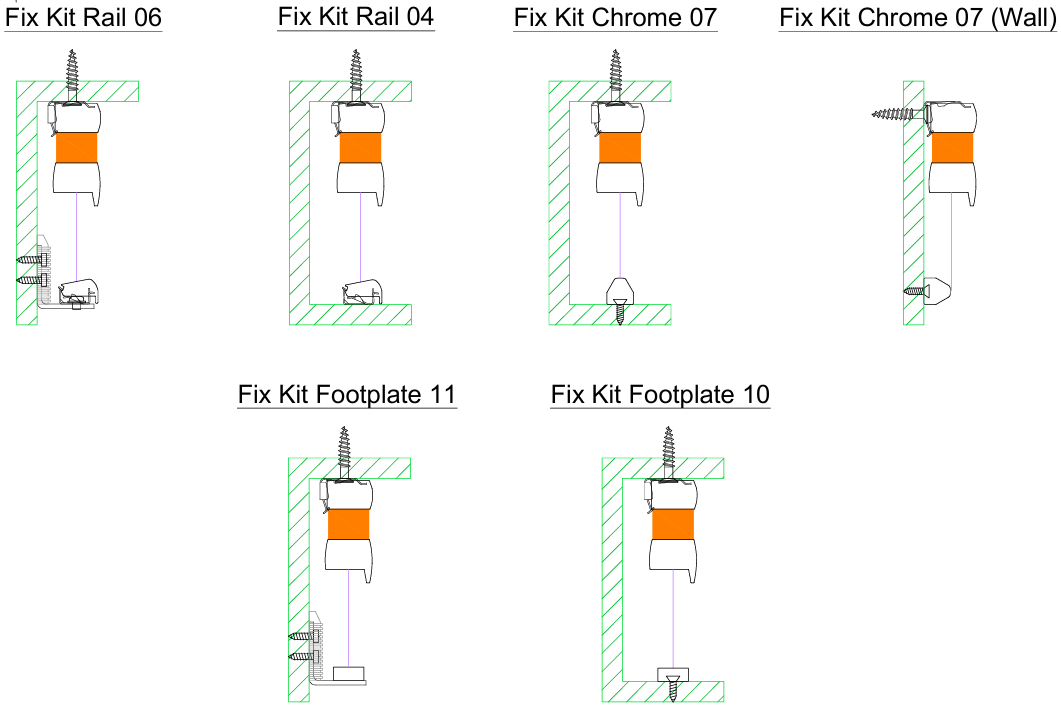 Fix Kit Rail 06
Fix Kit Rail 04
Fix Kit Chrome 07
Fix Kit Chrome 07 (Wall)
Fix Kit Footplate 11
Fix Kit Footplate 10